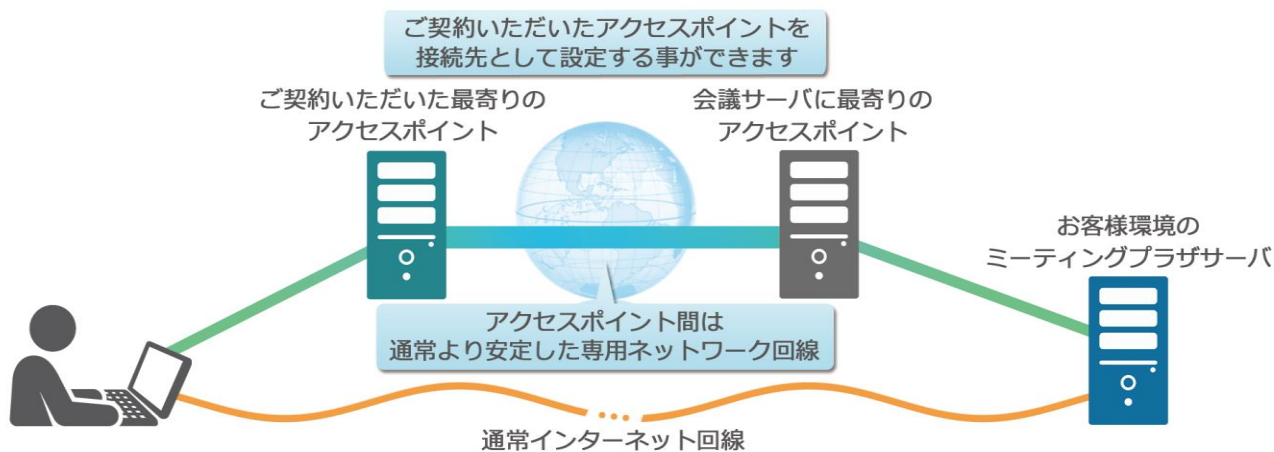 ご契約いただいたアクセスポイントを
接続先として設定する事ができます
ご契約いただいた最寄りの
アクセスポイント
会議サーバに最寄りの
アクセスポイント
お客様環境の
ミーティングプラザサーバ
アクセスポイント間は
通常より安定した専用ネットワーク回線
通常インターネット回線